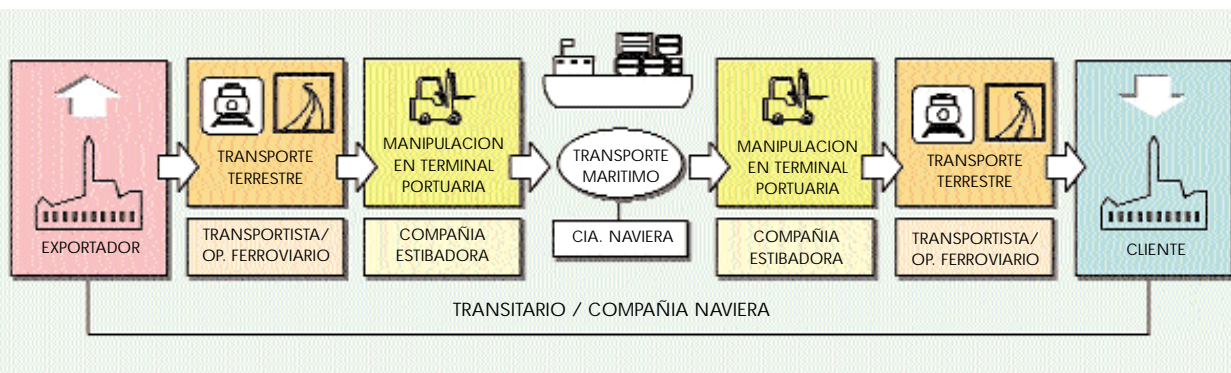 EXPORTADOR
TRANSPORTE
TERRESTRE
TRANSPORTISTA/
OP. FERROVIARIO
MANIPULACION
EN TERMINAL
PORTUARIA
COMPAÑIA
ESTIBADORA
TRANSPORTE
MARITIMO
CIA. NAVIERA
MANIPULACION
EN TERMINAL
PORTUARIA
COMPAÑIA
ESTIBADORA
TRANSPORTE
TERRESTRE
TRANSPORTISTA/
OP. FERROVIARIO
CLIENTE
TRANSITARIO / COMPAÑIA NAVIERA